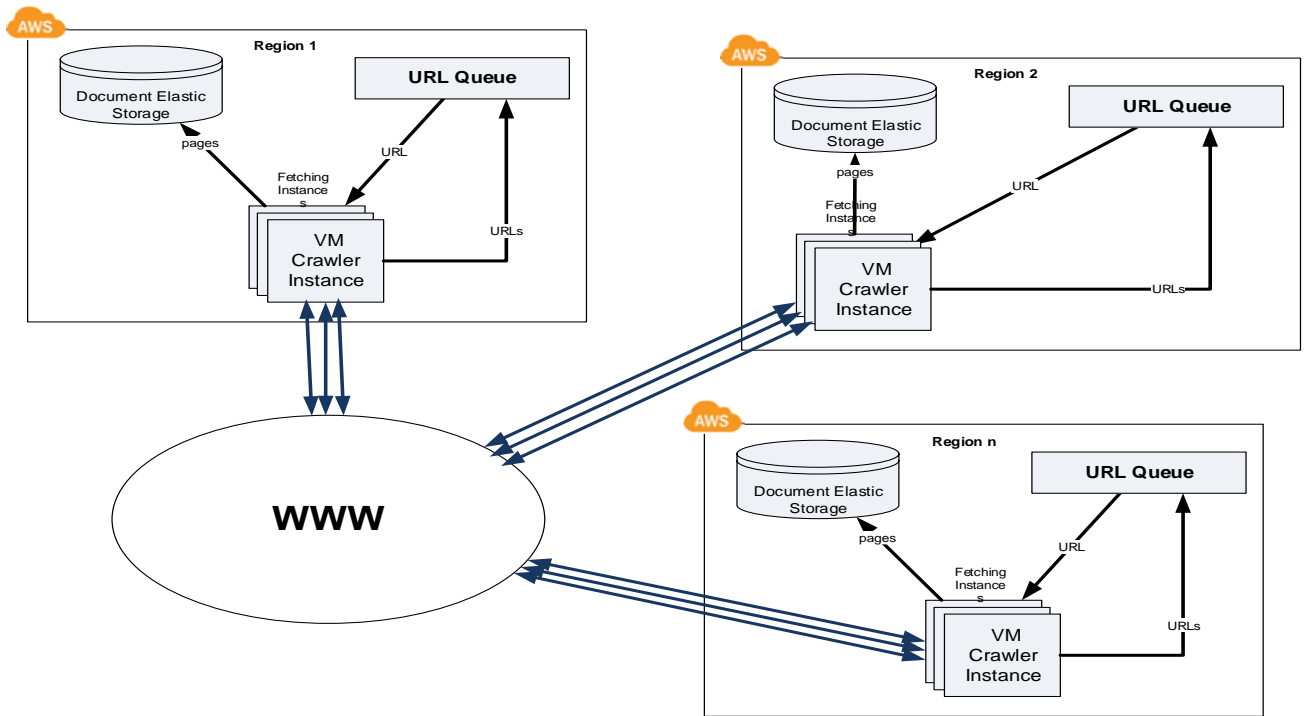 AWS
Region 1
Document Elastic
Storage
URL Queue
pages
URL
Fetching
Instance
s
URLs
VM
Crawler
Instance
AWS
Region 2
Document Elastic
Storage
URL Queue
pages
URL
Fetching
Instance
s
VM
Crawler
Instance
URLs
AWS
Region n
Document Elastic
Storage
URL Queue
pages
URL
Fetching
Instance
s
URLs
VM
Crawler
Instance
www